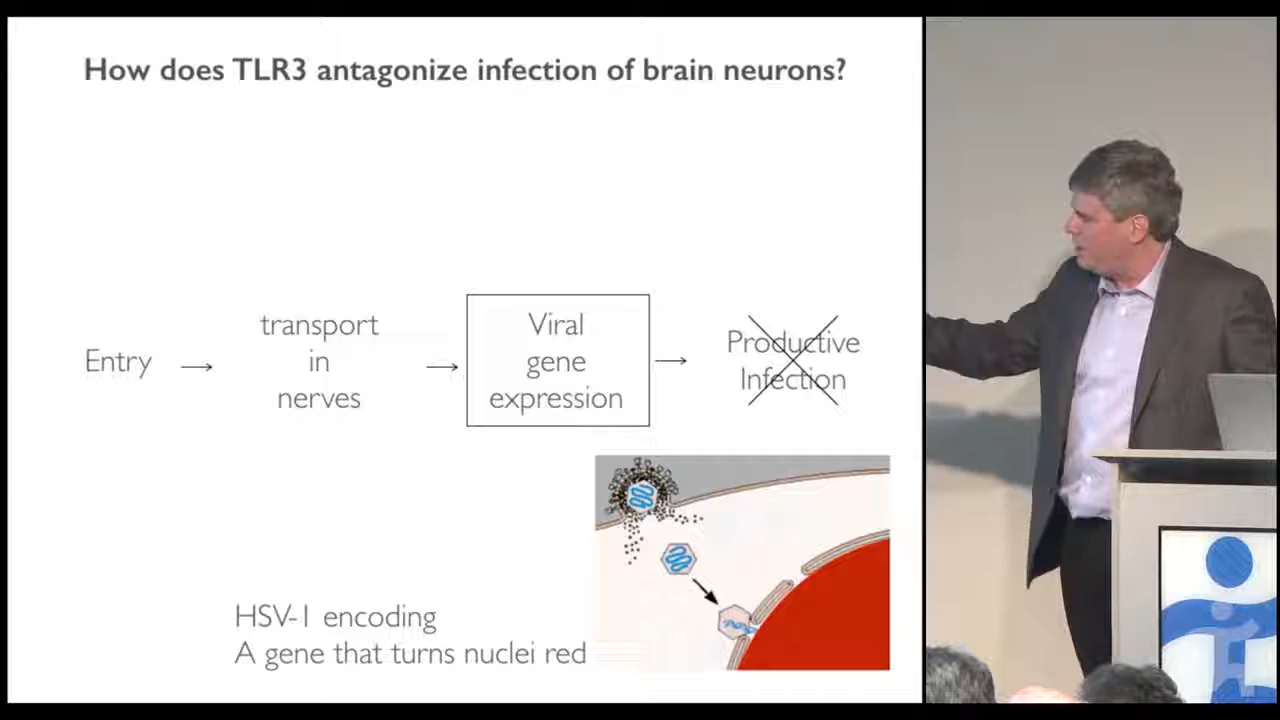 How does TLR3 antagonize infection of brain neurons?
Entry → transport in nerves → Viral gene expression → Productive Infection
HSV-1 encoding
A gene that turns nuclei red